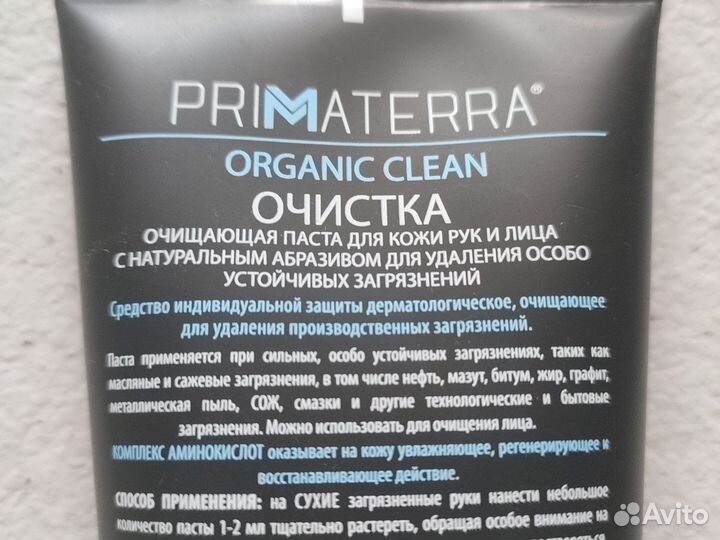 PRIMATERRA®
ORGANIC CLEAN
ОЧИСТКА
ОЧИЩАЮЩАЯ ПАСТА ДЛЯ КОЖИ РУК И ЛИЦА
С НАТУРАЛЬНЫМ АБРАЗИВОМ ДЛЯ УДАЛЕНИЯ ОСОБО
УСТОЙЧИВЫХ ЗАГРЯЗНЕНИЙ
Средство индивидуальной защиты дерматологическое, очищающее
для удаления производственных загрязнений.
Паста применяется при сильных, особо устойчивых загрязнениях, таких как
масляные и сажевые загрязнения, в том числе нефть, мазут, битум, жир, графит,
металлическая пыль, СОЖ, смазки и другие технологические и бытовые
загрязнения. Можно использовать для очищения лица.
КОМПЛЕКС АМИНОКИСЛОТ оказывает на кожу увлажняющее, регенерирующее и
восстанавливающее действие.
СПОСОБ ПРИМЕНЕНИЯ: на СУХИЕ загрязненные руки нанести небольшое
количество пасты 1-2 мл тщательно растереть, обращая особое внимание на
Avito